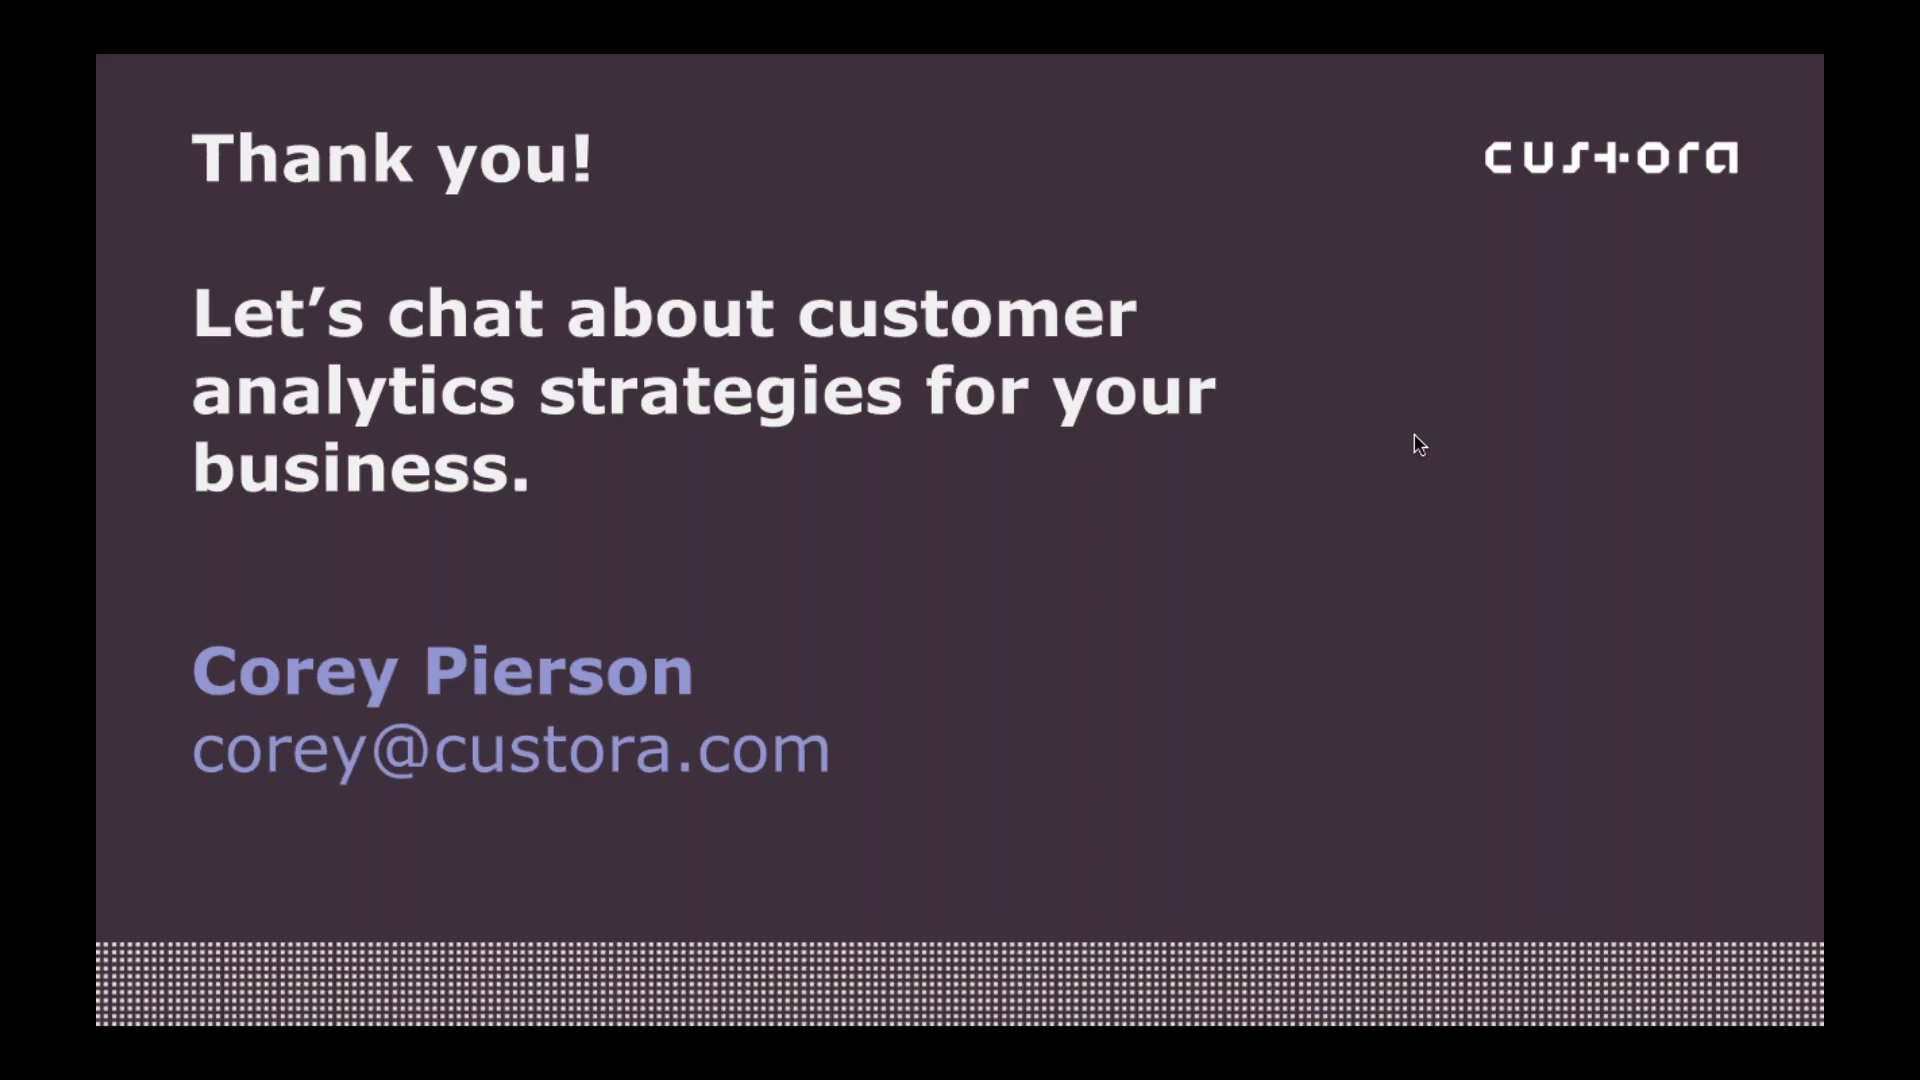 Thank you!
custora
Let’s chat about customer
analytics strategies for your
business.
Corey Pierson
corey@custora.com